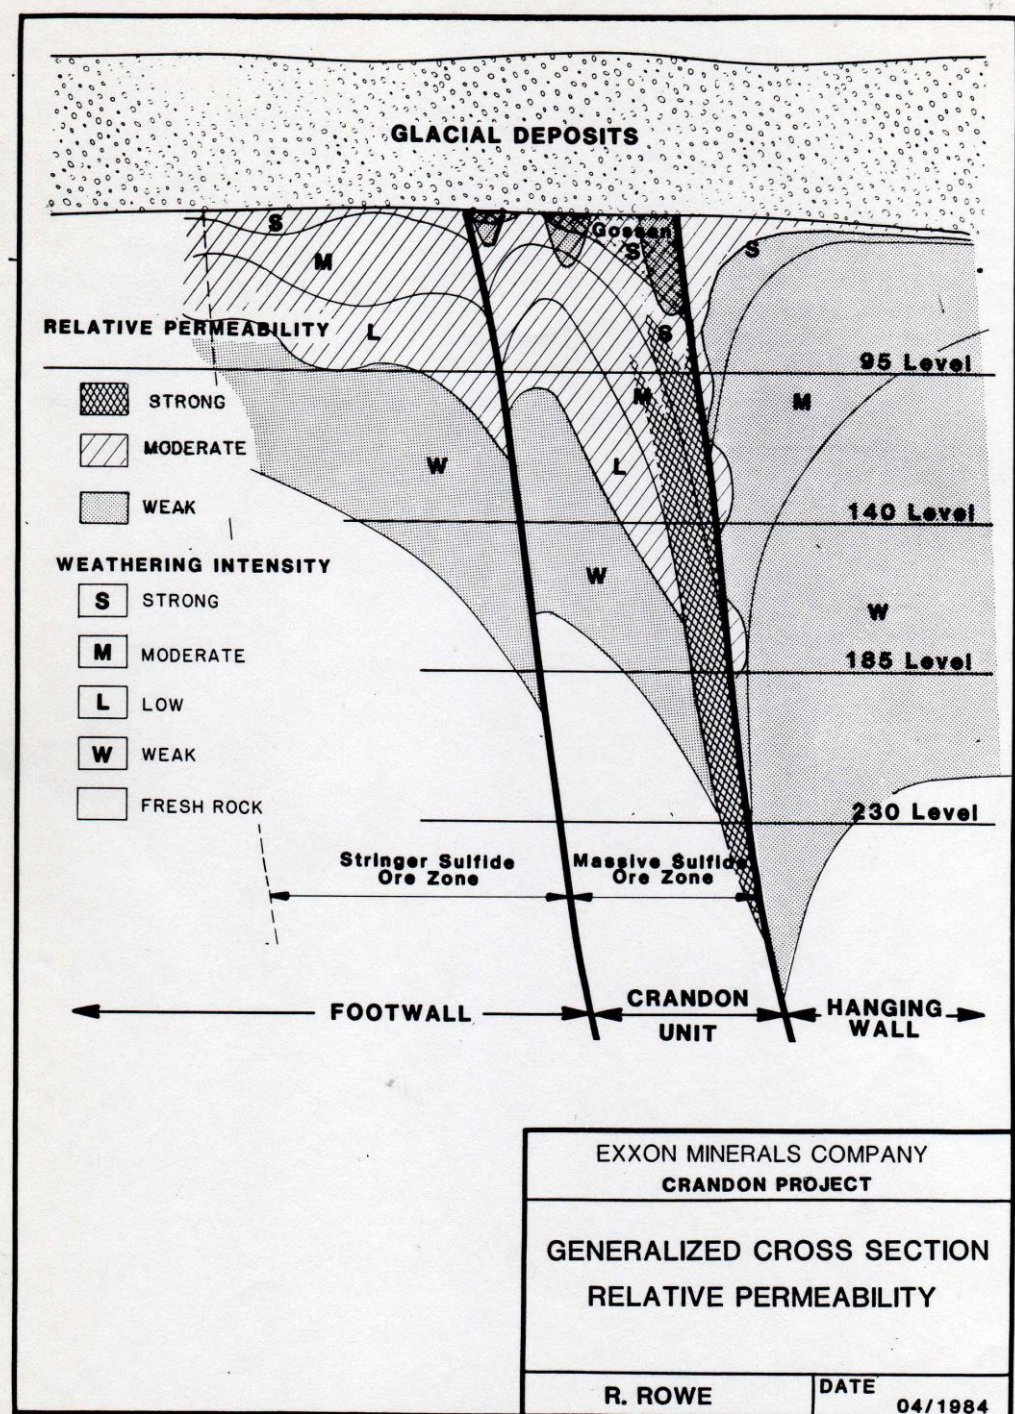 GLACIAL DEPOSITS
S
Gossan
S
S
M
RELATIVE PERMEABILITY
L
S
95 Level
STRONG
M
M
MODERATE
W
L
WEAK
140 Level
WEATHERING INTENSITY
W
S STRONG
W
M MODERATE
185 Level
L LOW
W WEAK
FRESH ROCK
230 Level
Stringer Sulfide
Ore Zone
Massive Sulfide
Ore Zone
FOOTWALL
CRANDON
UNIT
HANGING
WALL
EXXON MINERALS COMPANY
CRANDON PROJECT
GENERALIZED CROSS SECTION
RELATIVE PERMEABILITY
R. ROWE
DATE
04/1984